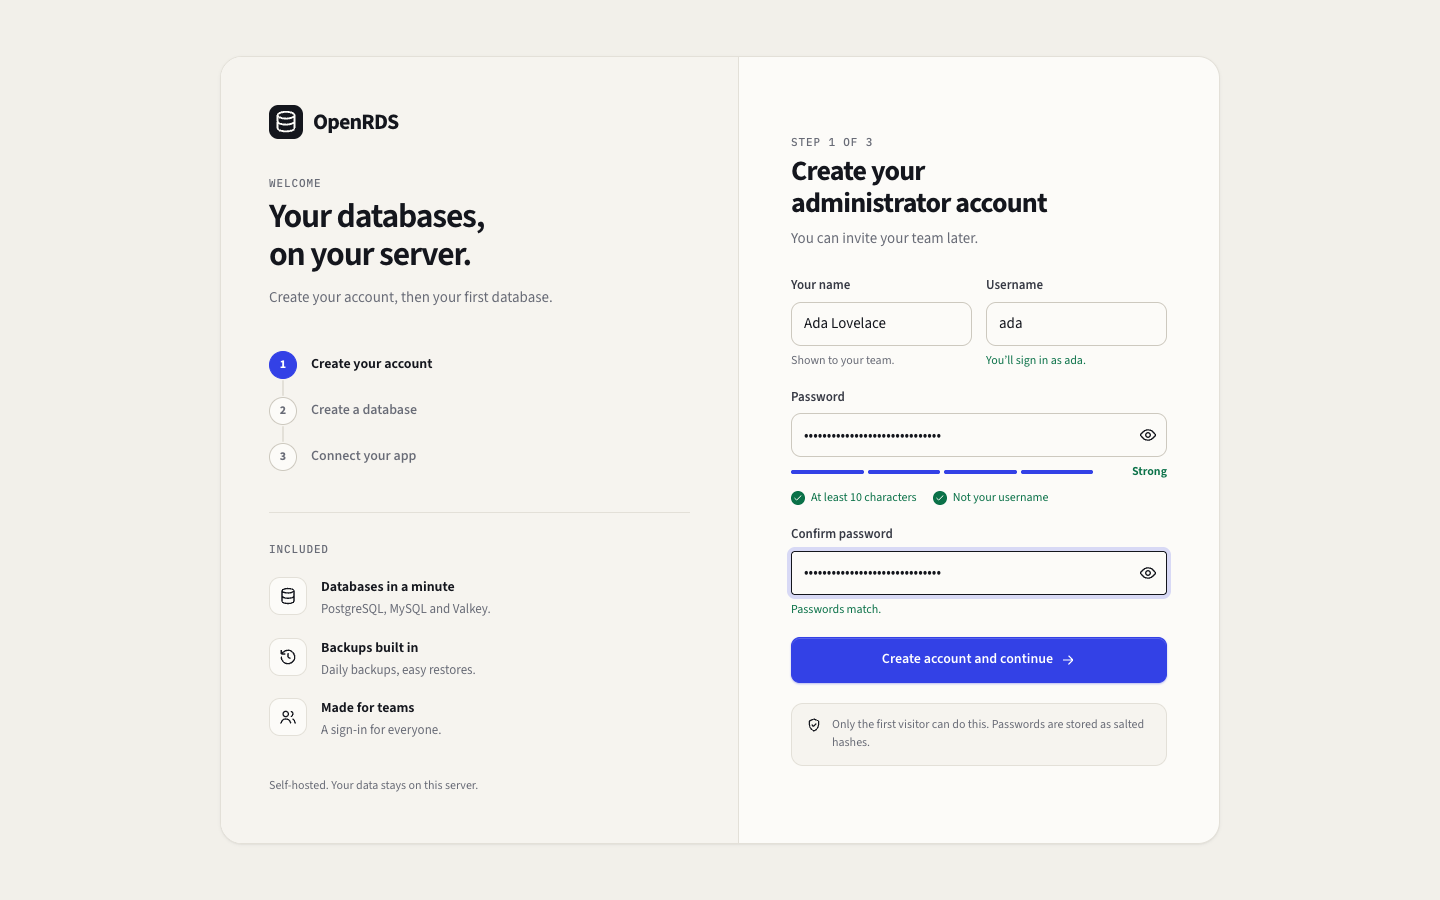 OpenRDS
WELCOME
Your databases,
on your server.
Create your account, then your first database.
1 Create your account
2 Create a database
3 Connect your app
INCLUDED
Databases in a minute
PostgreSQL, MySQL and Valkey.
Backups built in
Daily backups, easy restores.
Made for teams
A sign-in for everyone.
Self-hosted. Your data stays on this server.
STEP 1 OF 3
Create your
administrator account
You can invite your team later.
Your name
Username
Ada Lovelace
ada
Shown to your team.
You'll sign in as ada.
Password
••••••••••••••••••••••••••••••
Strong
At least 10 characters
Not your username
Confirm password
••••••••••••••••••••••••••••••
Passwords match.
Create account and continue →
Only the first visitor can do this. Passwords are stored as salted
hashes.